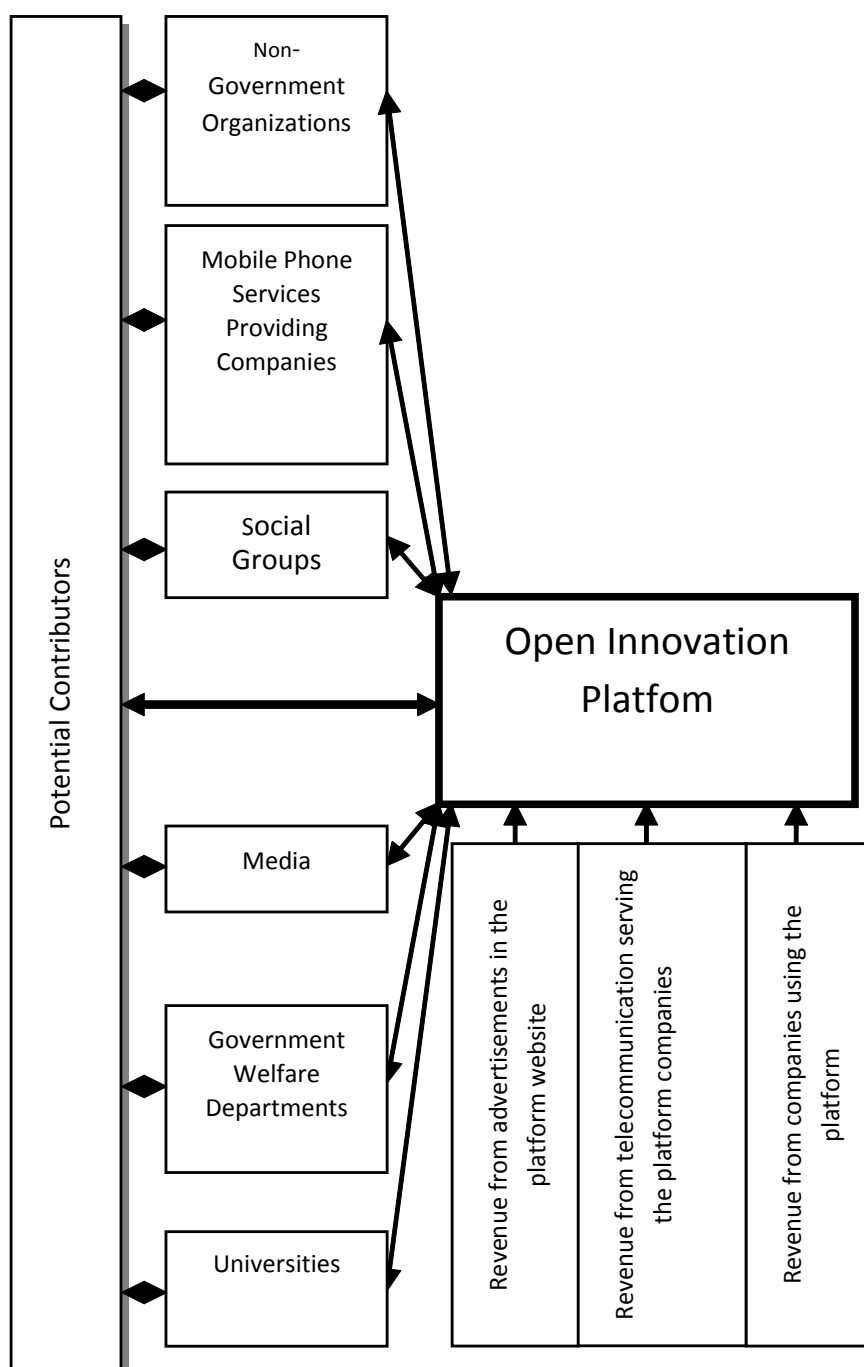 Potential Contributors
Non-
Government
Organizations
Mobile Phone
Services
Providing
Companies
Social
Groups
Open Innovation
Platfom
Media
Government
Welfare
Departments
Universities
Revenue from advertisements in the
platform website
Revenue from telecommunication serving
the platform companies
Revenue from companies using the
platform